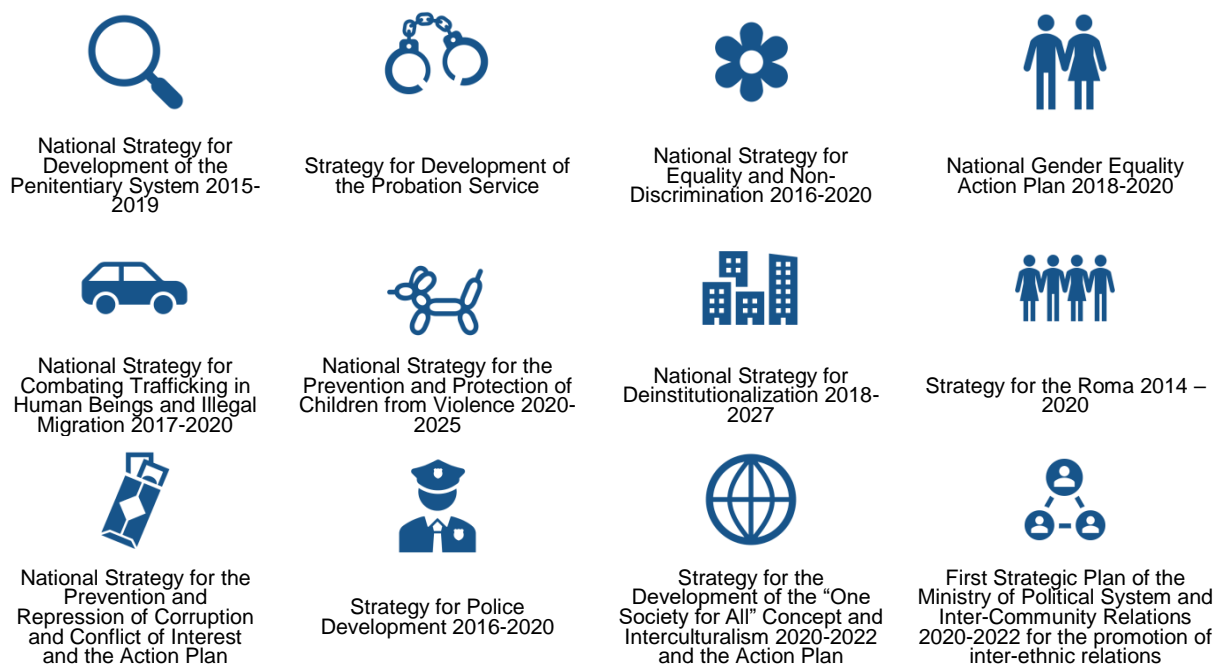 National Strategy for
Development of the
Penitentiary System 2015-
2019
Strategy for Development of
the Probation Service
National Strategy for
Equality and Non-
Discrimination 2016-2020
National Gender Equality
Action Plan 2018-2020
National Strategy for
Combating Trafficking in
Human Beings and Illegal
Migration 2017-2020
National Strategy for the
Prevention and Protection of
Children from Violence 2020-
2025
National Strategy for
Deinstitutionalization 2018-
2027
Strategy for the Roma 2014 –
2020
National Strategy for the
Prevention and
Repression of Corruption
and Conflict of Interest
and the Action Plan
Strategy for Police
Development 2016-2020
Strategy for the
Development of the “One
Society for All” Concept and
Interculturalism 2020-2022
and the Action Plan
First Strategic Plan of the
Ministry of Political System and
Inter-Community Relations
2020-2022 for the promotion of
inter-ethnic relations